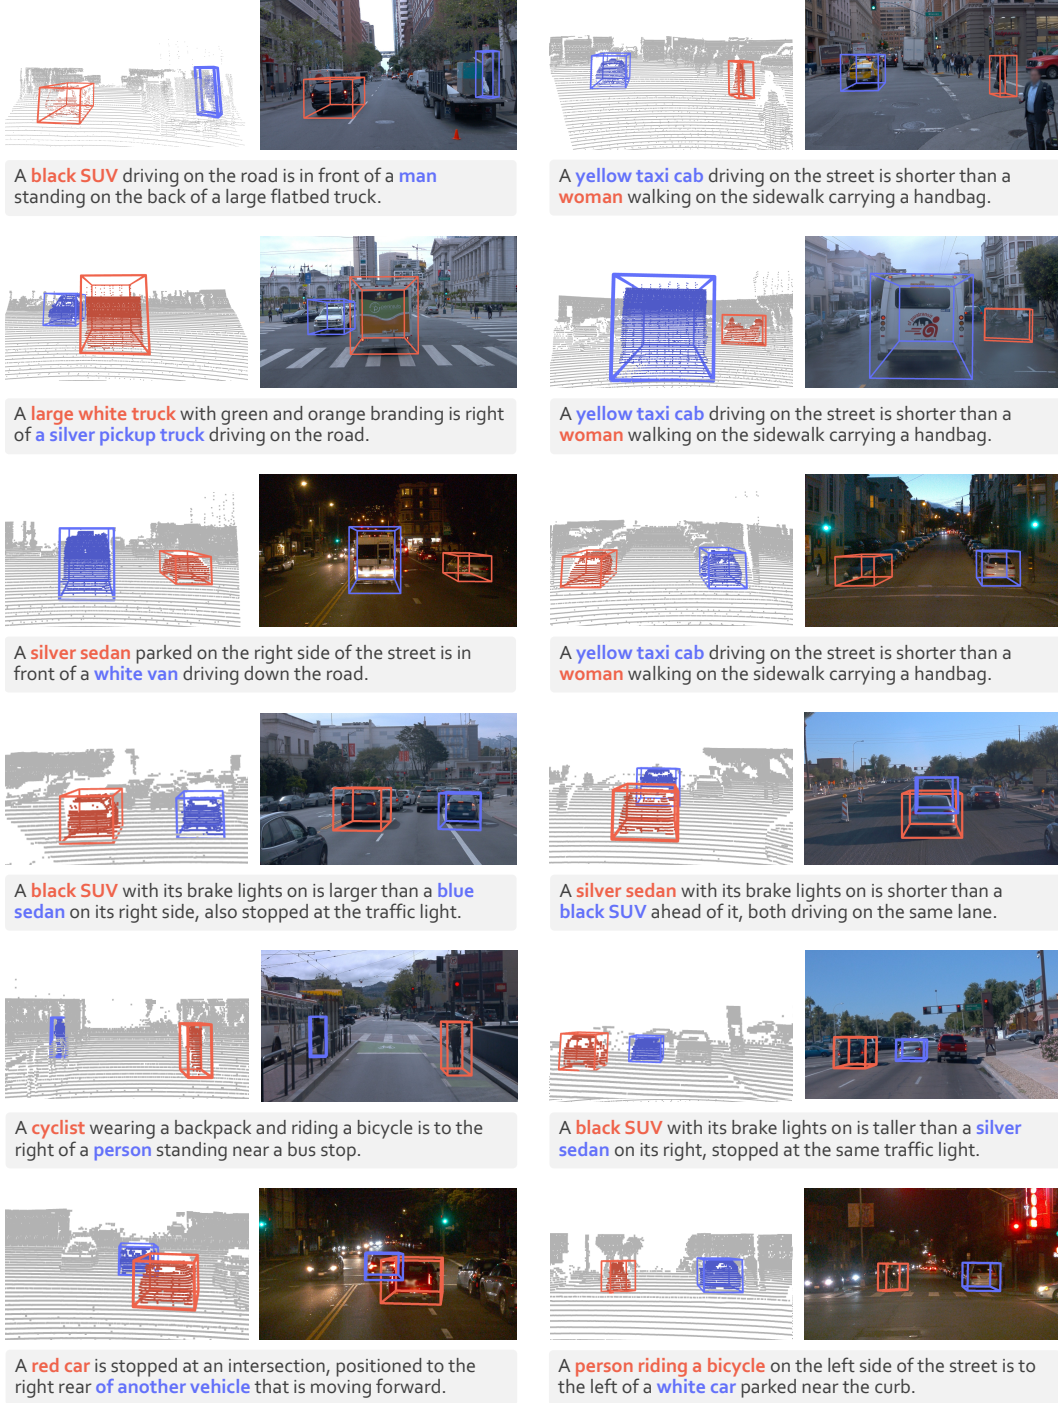 A black SUV driving on the road is in front of a man
standing on the back of a large flatbed truck.
A yellow taxi cab driving on the street is shorter than a
woman walking on the sidewalk carrying a handbag.
A large white truck with green and orange branding is right
of a silver pickup truck driving on the road.
A yellow taxi cab driving on the street is shorter than a
woman walking on the sidewalk carrying a handbag.
A silver sedan parked on the right side of the street is in
front of a white van driving down the road.
A yellow taxi cab driving on the street is shorter than a
woman walking on the sidewalk carrying a handbag.
A black SUV with its brake lights on is larger than a blue
sedan on its right side, also stopped at the traffic light.
A silver sedan with its brake lights on is shorter than a
black SUV ahead of it, both driving on the same lane.
A cyclist wearing a backpack and riding a bicycle is to the
right of a person standing near a bus stop.
A black SUV with its brake lights on is taller than a silver
sedan on its right, stopped at the same traffic light.
A red car is stopped at an intersection, positioned to the
right rear of another vehicle that is moving forward.
A person riding a bicycle on the left side of the street is to
the left of a white car parked near the curb.